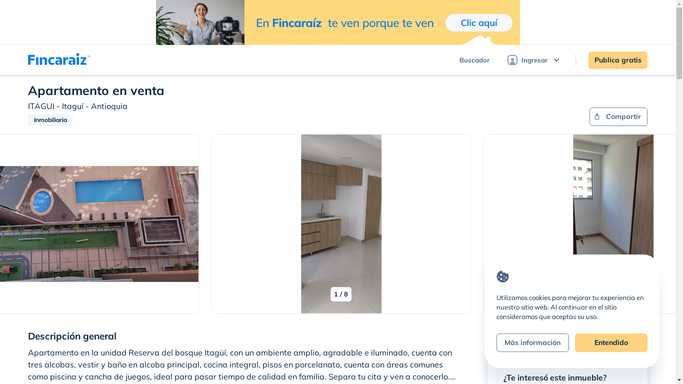 En Fincaraíz te ven porque te ven
Clic aquí
Fincaraiz
Buscador
Ingresar
Publica gratis
Apartamento en venta
ITAGUI - Itaguí - Antioquia
Inmobiliaria
Compartir
1 / 8
Utilizamos cookies para mejorar tu experiencia en
nuestro sitio web. Al continuar en el sitio
consideramos que aceptas su uso.
Más información
Entendido
Descripción general
Apartamento en la unidad Reserva del bosque Itagüí, con un ambiente amplio, agradable e iluminado, cuenta con
tres alcobas, vestir y baño en alcoba principal, cocina integral, pisos en porcelanato, cuenta con áreas comunes
como piscina y cancha de juegos, ideal para pasar tiempo de calidad en familia. Separa tu cita y ven a conocerlo....
¿Te interesó este inmueble?